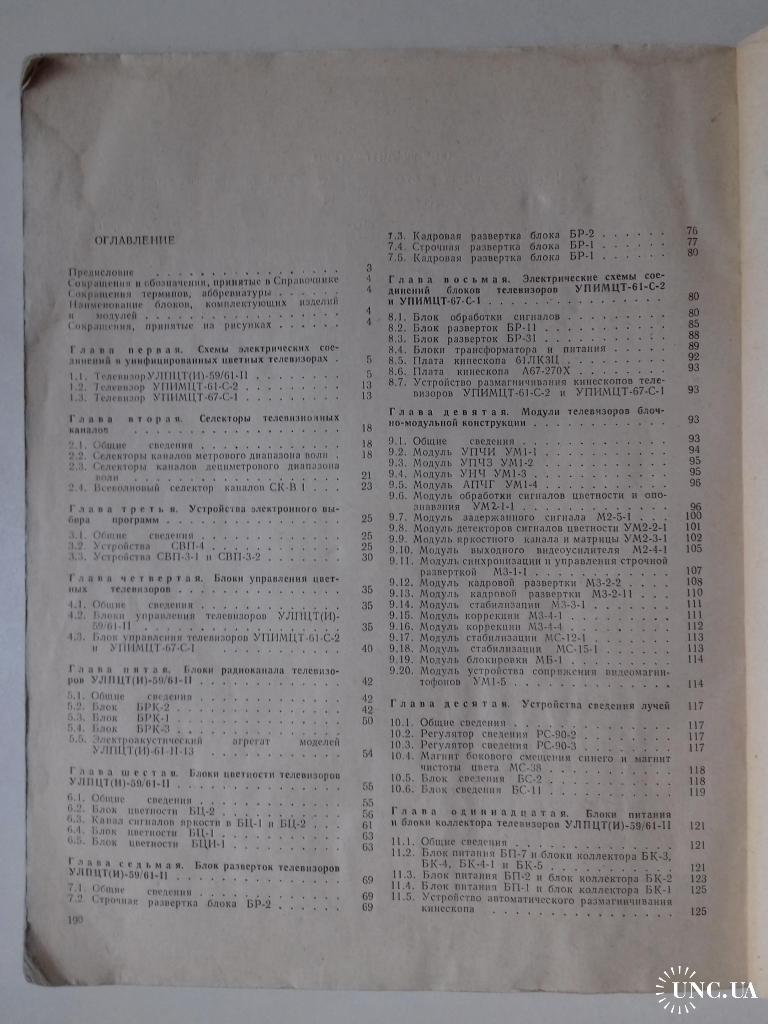 ОГЛАВЛЕНИЕ
Предисловие . . . . . . . . . . . 3
Сокращения и обозначения, принятые в Справочнике 4
Сокращения терминов, аббревиатуры . . . . . 4
Наименование блоков, комплектующих изделий
и модулей . . . . . . . . . . . 4
Сокращения, принятые на рисунках . . . . . 4
Глава первая. Схемы электрических сое-
динений в унифицированных цветных телевизорах . 5
1.1. Телевизор УЛПЦТ(И)-59/61-II . . . . . . 5
1.2. Телевизор УПИМЦТ-61-С-2 . . . . . . 13
1.3. Телевизор УПИМЦТ-67-С-1 . . . . . . 13
Глава вторая. Селекторы телевизионных
каналов . . . . . . . . . . . 18
2.1. Общие сведения . . . . . . . . 18
2.2. Селекторы каналов метрового диапазона волн . 18
2.3. Селекторы каналов дециметрового диапазона
волн . . . . . . . . . . . 21
2.4. Всеволновый селектор каналов СК-В 1 . . . 23
Глава третья. Устройства электронного вы-
бора программ . . . . . . . . . 25
3.1. Общие сведения . . . . . . . . 25
3.2. Устройства СВП-4 . . . . . . . . 25
3.3. Устройства СВП-3-1 и СВП-3-2 . . . . . 30
Глава четвертая. Блоки управления цвет-
ных телевизоров . . . . . . . . . 35
4.1. Общие сведения . . . . . . . . 35
4.2. Блоки управления телевизоров УЛПЦТ(И)-
59/61-II . . . . . . . . . . . 35
4.3. Блок управления телевизоров УПИМЦТ-61-С-2
и УПИМЦТ-67-С-1 . . . . . . . . 40
Глава пятая. Блоки радиоканала телевизо-
ров УЛПЦТ(И)-59/61-II . . . . . . . 42
5.1. Общие сведения . . . . . . . . 42
5.2. Блок БРК-2 . . . . . . . . . 42
5.3. Блок БРК-1 . . . . . . . . . 50
5.4. Блок БРК-3 . . . . . . . . .
5.5. Электроакустический агрегат моделей
УЛПЦТ(И)-61-II-13 . . . . . . . . 54
Глава шестая. Блоки цветности телевизоров
УЛПЦТ(И)-59/61-II . . . . . . . . 55
6.1. Общие сведения . . . . . . . . 55
6.2. Блок цветности БЦ-2 . . . . . . . 56
6.3. Канал сигналов яркости в БЦ-1 и БЦ-2 . . . 61
6.4. Блок цветности БЦ-1 . . . . . . . 63
6.5. Блок цветности БЦИ-1 . . . . . . . 63
Глава седьмая. Блок разверток телевизоров
УЛПЦТ(И)-59/61-II . . . . . . . . 69
7.1. Общие сведения . . . . . . . . 69
7.2. Строчная развертка блока БР-2 . . . . . 69
190
7.3. Кадровая развертка блока БР-2 . . . . . . 76
7.4. Строчная развертка блока БР-1 . . . . . . 77
7.5. Кадровая развертка блока БР-1 . . . . . . 80
Глава восьмая. Электрические схемы сое-
динений блоков телевизоров УПИМЦТ-61-С-2
и УПИМЦТ-67-С-1 . . . . . . . . . 80
8.1. Блок обработки сигналов . . . . . . . 80
8.2. Блок разверток БР-11 . . . . . . . . 85
8.3. Блок разверток БР-31 . . . . . . . . 88
8.4. Блоки трансформатора и питания . . . . . 89
8.5. Плата кинескопа 61ЛК3Ц . . . . . . . 92
8.6. Плата кинескопа А67-270Х . . . . . . . 93
8.7. Устройство размагничивания кинескопов теле-
визоров УПИМЦТ-61-С-2 и УПИМЦТ-67-С-1 93
Глава девятая. Модули телевизоров блоч-
но-модульной конструкции . . . . . . . 93
9.1. Общие сведения . . . . . . . . . 93
9.2. Модуль УПЧИ УМ1-1 . . . . . . . . 94
9.3. Модуль УПЧЗ УМ1-2 . . . . . . . . 95
9.4. Модуль УНЧ УМ1-3 . . . . . . . . 95
9.5. Модуль АПЧГ УМ1-4 . . . . . . . . 96
9.6. Модуль обработки сигналов цветности и опо-
знавания УМ2-1-1 . . . . . . . . . 96
9.7. Модуль задержанного сигнала М2-5-1 . . . 100
9.8. Модуль детекторов сигналов цветности УМ2-2-1 101
9.9. Модуль яркостного канала и матрицы УМ2-3-1 102
9.10. Модуль выходного видеоусилителя М2-4-1 105
9.11. Модуль синхронизации и управления строчной
разверткой М3-1-1 . . . . . . . . 107
9.12. Модуль кадровой развертки М3-2-2 . . . . 108
9.13. Модуль кадровой развертки М3-2-11 . . . 110
9.14. Модуль стабилизации М3-3-1 . . . . . . 111
9.15. Модуль коррекции М3-4-1 . . . . . . . 111
9.16. Модуль коррекции М3-4-4 . . . . . . . 112
9.17. Модуль стабилизации МС-12-1 . . . . . . 113
9.18. Модуль стабилизации МС-15-1 . . . . . . 113
9.19. Модуль блокировки МБ-1 . . . . . . . 114
9.20. Модуль устройства сопряжения видеомагни-
тофонов УМ1-5 . . . . . . . . . 114
Глава десятая. Устройства сведения лучей 117
10.1. Общие сведения . . . . . . . . . 117
10.2. Регулятор сведения РС-90-2 . . . . . . 117
10.3. Регулятор сведения РС-90-3 . . . . . . 117
10.4. Магнит бокового смещения синего и магнит
чистоты цвета МС-38 . . . . . . . . 118
10.5. Блок сведения БС-2 . . . . . . . . 118
10.6. Блок сведения БС-11 . . . . . . . . 119
Глава одиннадцатая. Блоки питания
и блоки коллектора телевизоров УЛПЦТ(И)-59/61-II 121
11.1. Общие сведения . . . . . . . . . 121
11.2. Блок питания БП-7 и блоки коллектора БК-3,
БК-4, БК-4-1 и БК-5 . . . . . . . . 121
11.3. Блок питания БП-2 и блок коллектора БК-2 123
11.4. Блок питания БП-1 и блок коллектора БК-1 125
11.5. Устройство автоматического размагничивания
кинескопа . . . . . . . . . . . 125
UNC.UA